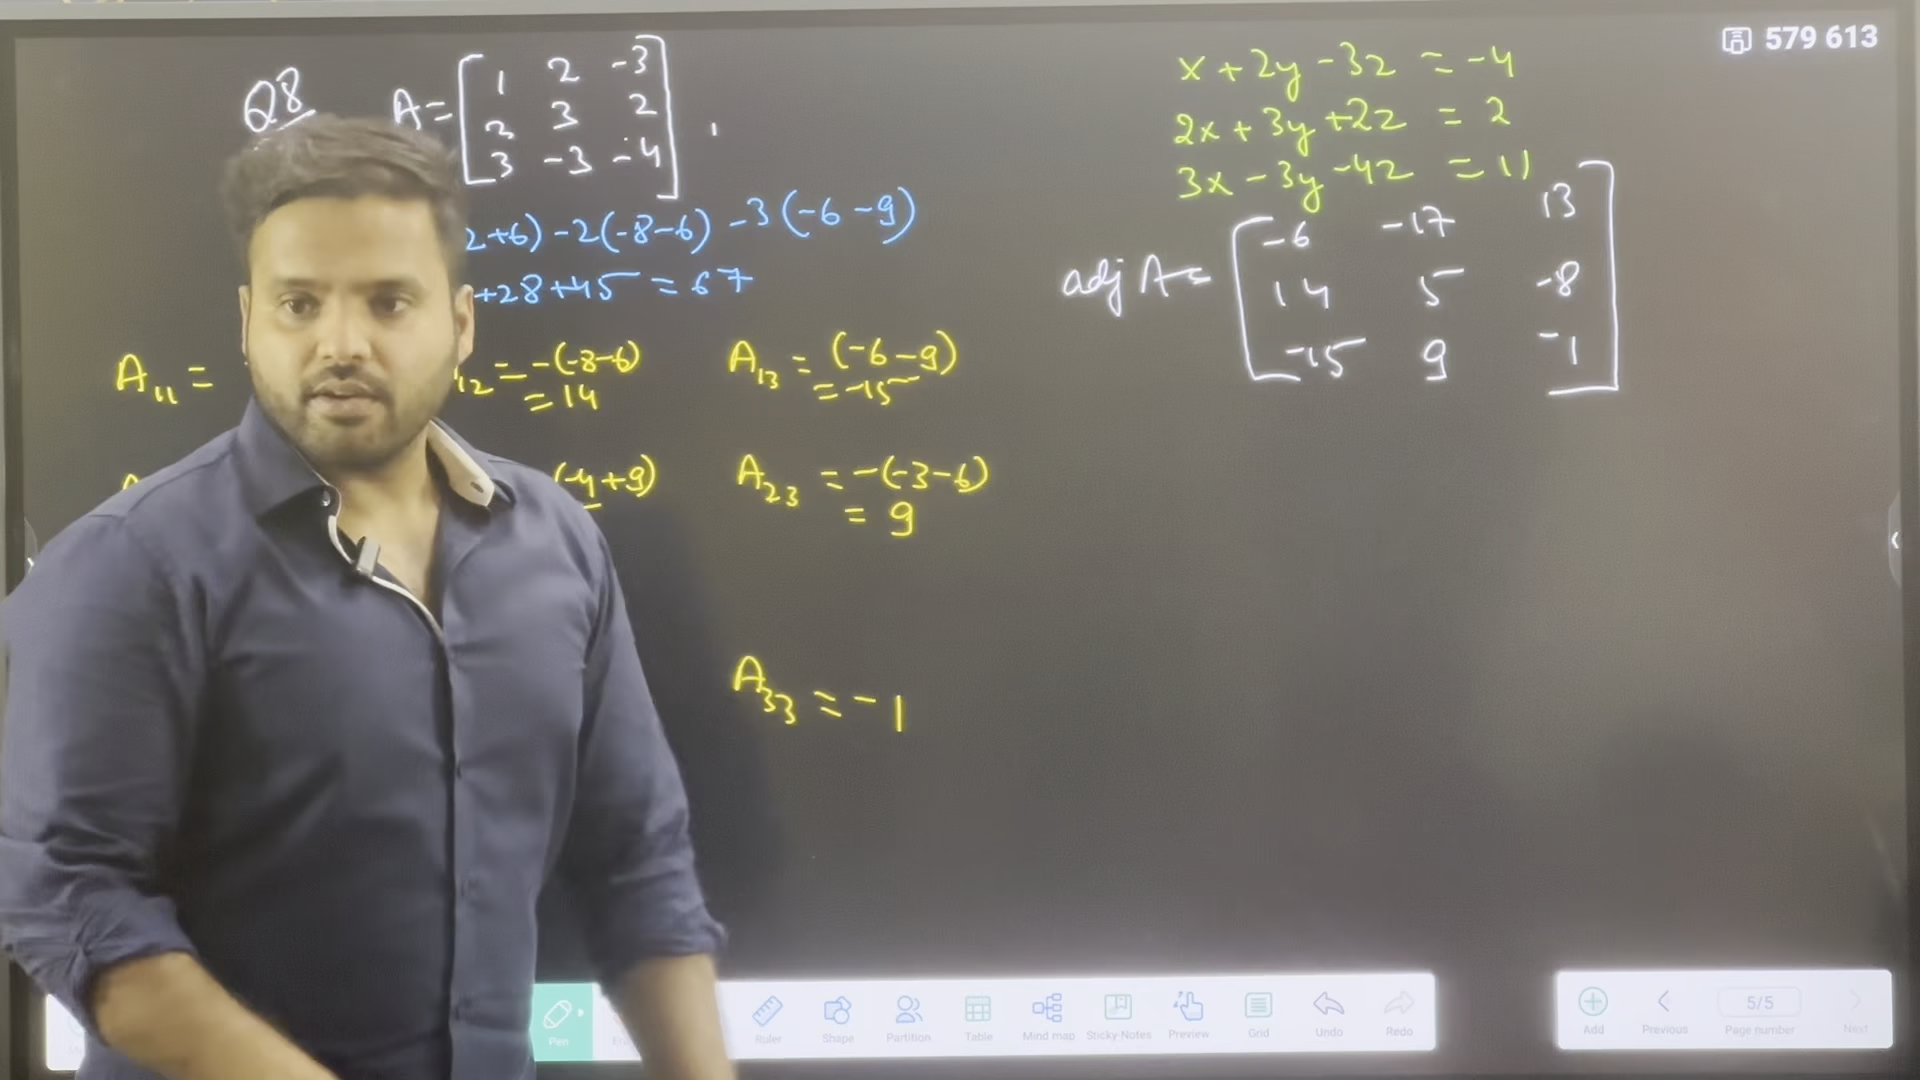 579 613
Q8 A = [ 1 2 -3
2 3 2
3 -3 -4 ] .
2+6) -2(-8-6) -3(-6-9)
+28+45 = 67
A11 =
12 = -(-8-6)
= 14
A13 = (-6-9)
= -15
(-4+9)
A23 = -(-3-6)
= 9
A33 = -1
x+2y-3z = -4
2x+3y+2z = 2
3x-3y-4z = 11
adj A = [ -6 -17 13
14 5 -8
-15 9 -1 ]
Pen Ruler Shape Partition Table Mind map Sticky Notes Preview Grid Undo Redo
Add Previous 5/5 Page number Next